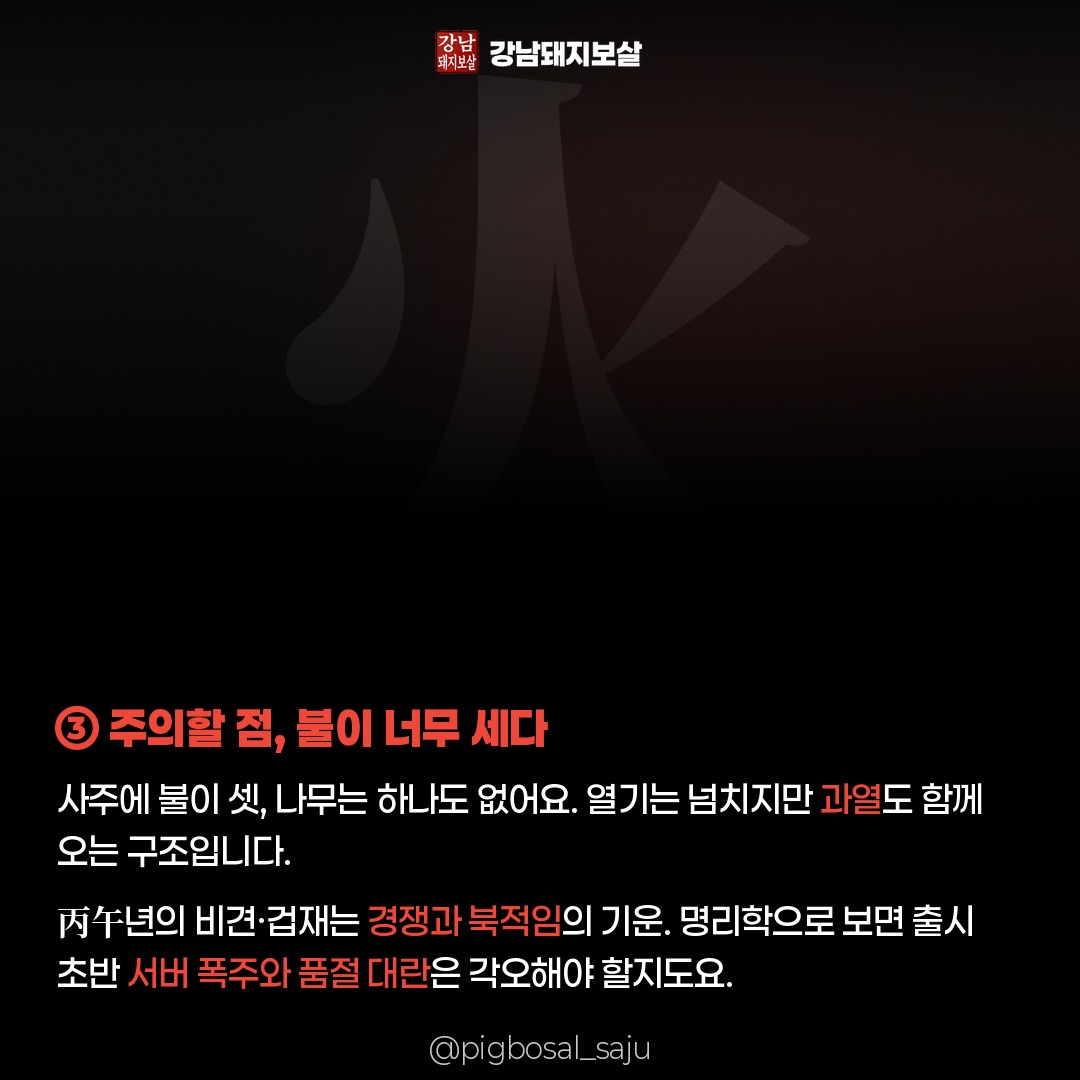 강남
돼지보살
강남돼지보살
火
③ 주의할 점, 불이 너무 세다
사주에 불이 셋, 나무는 하나도 없어요. 열기는 넘치지만 과열도 함께
오는 구조입니다.
丙午년의 비견·겁재는 경쟁과 북적임의 기운. 명리학으로 보면 출시
초반 서버 폭주와 품절 대란은 각오해야 할지도요.
@pigbosal_saju